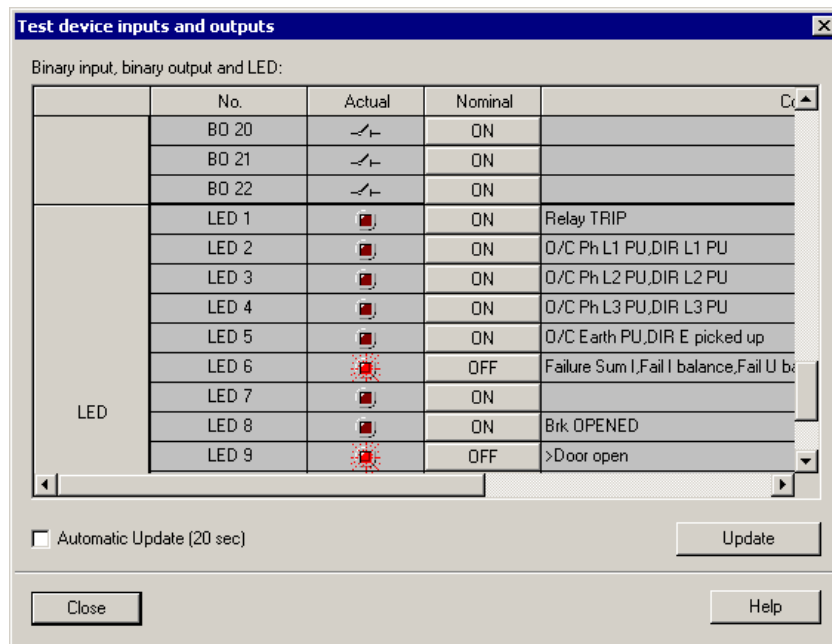 Test device inputs and outputs
Binary input, binary output and LED:
No. Actual Nominal
BO 20 ON
BO 21 ON
BO 22 ON
LED
LED 1 ON Relay TRIP
LED 2 ON O/C Ph L1 PU,DIR L1 PU
LED 3 ON O/C Ph L2 PU,DIR L2 PU
LED 4 ON O/C Ph L3 PU,DIR L3 PU
LED 5 ON O/C Earth PU,DIR E picked up
LED 6 OFF Failure Sum I,Fail I balance,Fail U
LED 7 ON
LED 8 ON Brk OPENED
LED 9 OFF >Door open
Automatic Update (20 sec) Update
Close Help